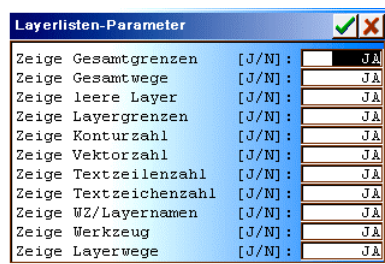 Layerlisten-Parameter
Zeige Gesamtgrenzen [J/N]: JA
Zeige Gesamtwege [J/N]: JA
Zeige leere Layer [J/N]: JA
Zeige Layergrenzen [J/N]: JA
Zeige Konturzahl [J/N]: JA
Zeige Vektorzahl [J/N]: JA
Zeige Textzeilenzahl [J/N]: JA
Zeige Textzeichenzahl [J/N]: JA
Zeige WZ/Layernamen [J/N]: JA
Zeige Werkzeug [J/N]: JA
Zeige Layerwege [J/N]: JA